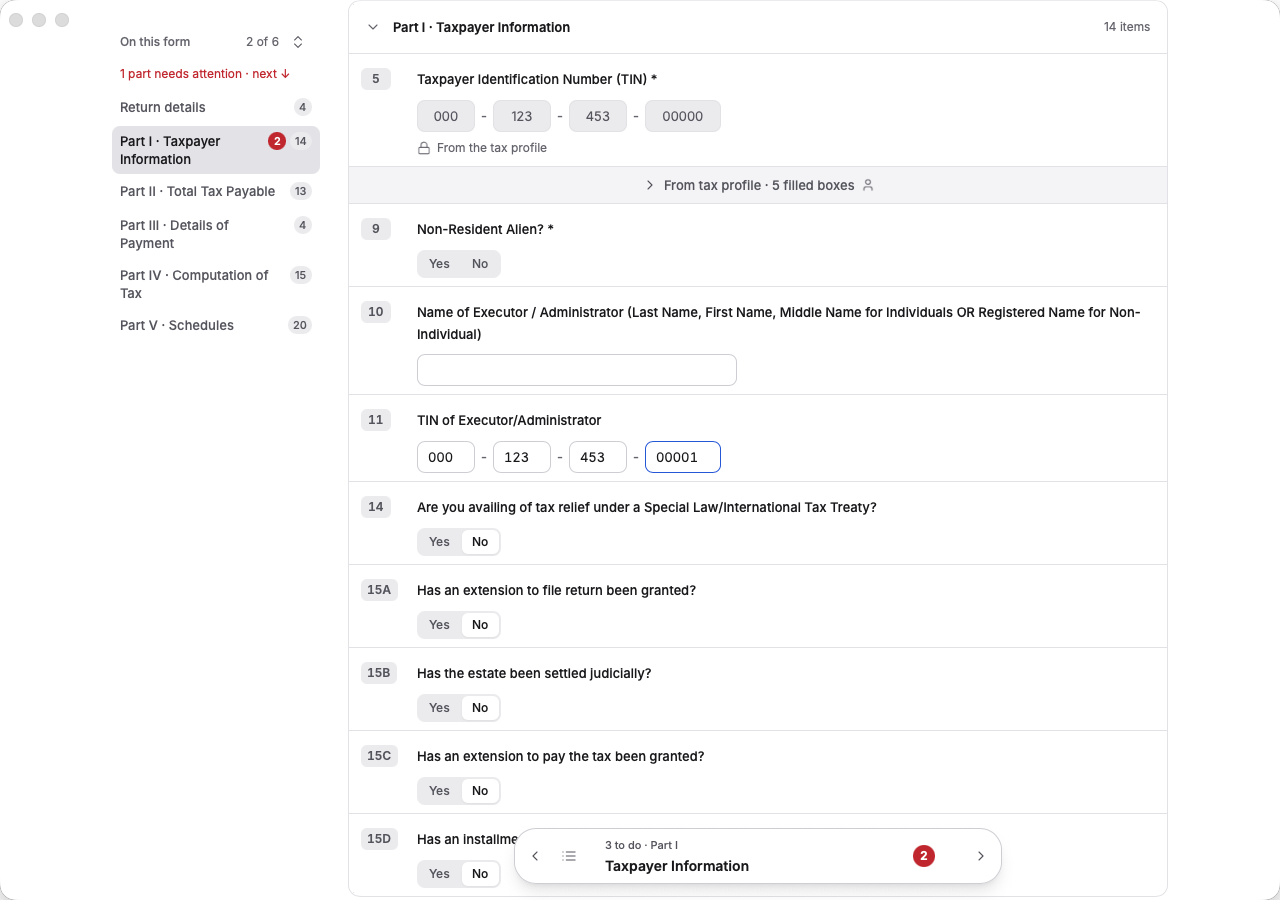 On this form 2 of 6
1 part needs attention · next ↓
Return details 4
Part I · Taxpayer Information 2 14
Part II · Total Tax Payable 13
Part III · Details of Payment 4
Part IV · Computation of Tax 15
Part V · Schedules 20
Part I · Taxpayer Information 14 items
5 Taxpayer Identification Number (TIN) *
000 - 123 - 453 - 00000
From the tax profile
From tax profile · 5 filled boxes
9 Non-Resident Alien? *
Yes No
10 Name of Executor / Administrator (Last Name, First Name, Middle Name for Individuals OR Registered Name for Non-
Individual)
11 TIN of Executor/Administrator
000 - 123 - 453 - 00001
14 Are you availing of tax relief under a Special Law/International Tax Treaty?
Yes No
15A Has an extension to file return been granted?
Yes No
15B Has the estate been settled judicially?
Yes No
15C Has an extension to pay the tax been granted?
Yes No
15D Has an
Yes No
3 to do · Part I
Taxpayer Information 2